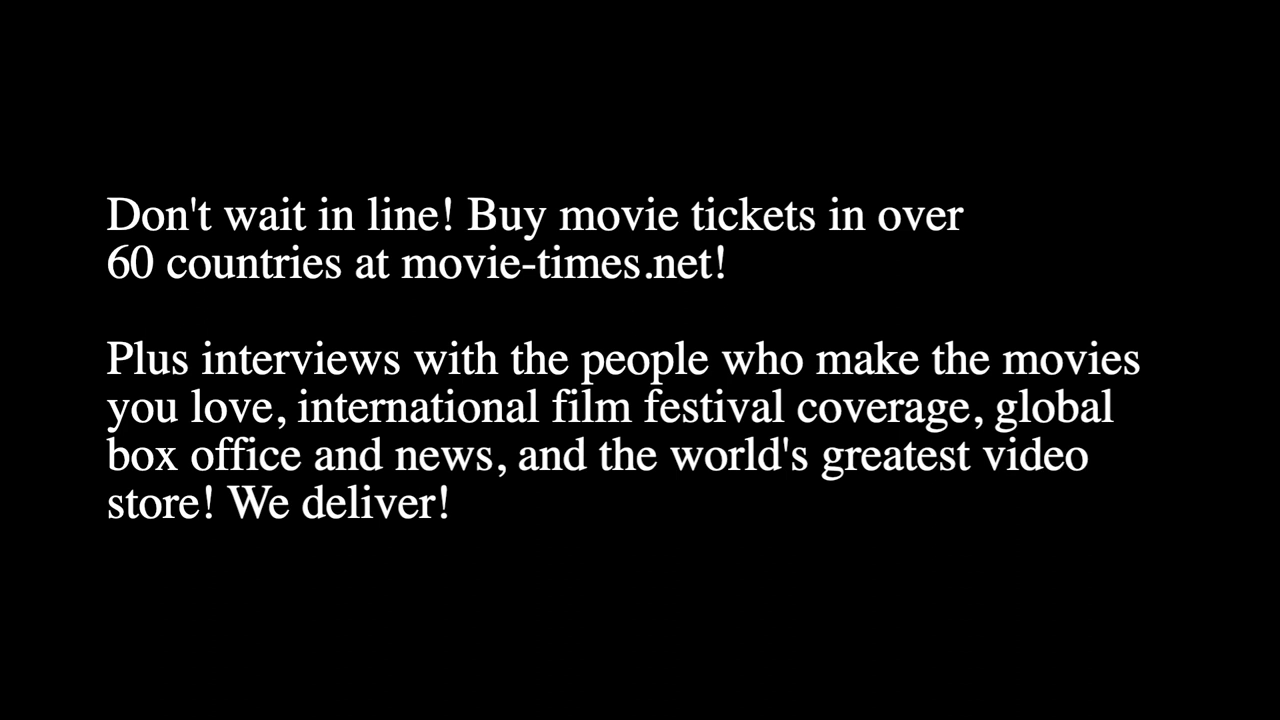 Don't wait in line! Buy movie tickets in over
60 countries at movie-times.net!
Plus interviews with the people who make the movies
you love, international film festival coverage, global
box office and news, and the world's greatest video
store! We deliver!